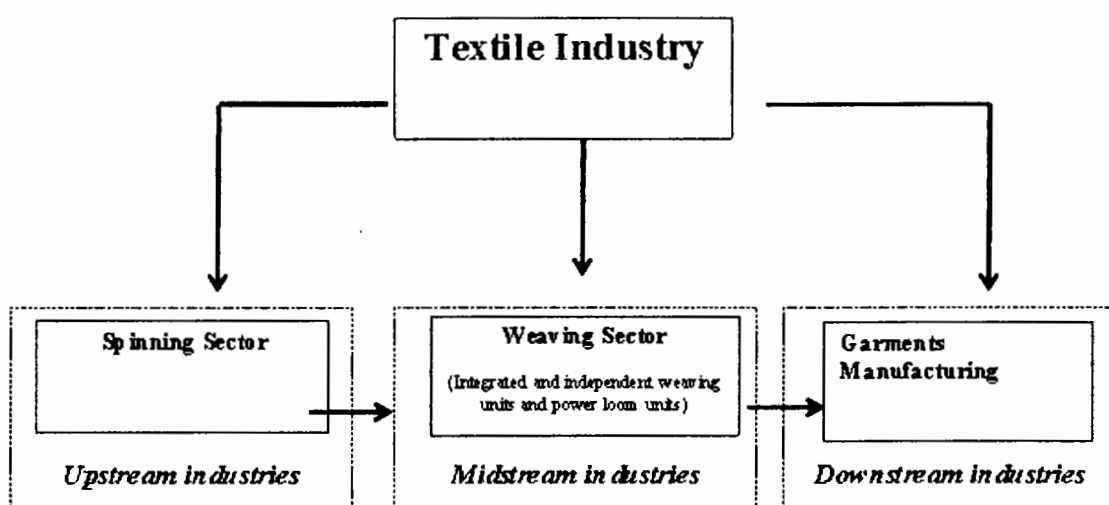 Textile Industry
Spinning Sector
Weaving Sector
(Integrated and independent weaving
units and power loom units)
Garments
Manufacturing
Upstream industries
Midstream industries
Downstream industries